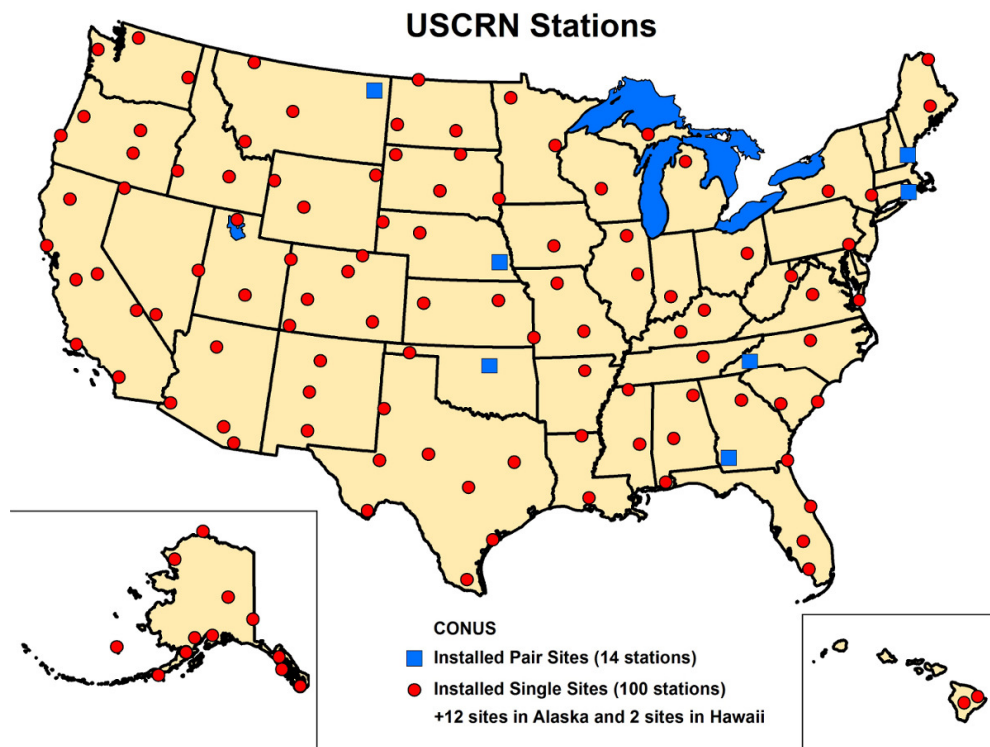 USCRN Stations
CONUS
Installed Pair Sites (14 stations)
Installed Single Sites (100 stations)
+12 sites in Alaska and 2 sites in Hawaii